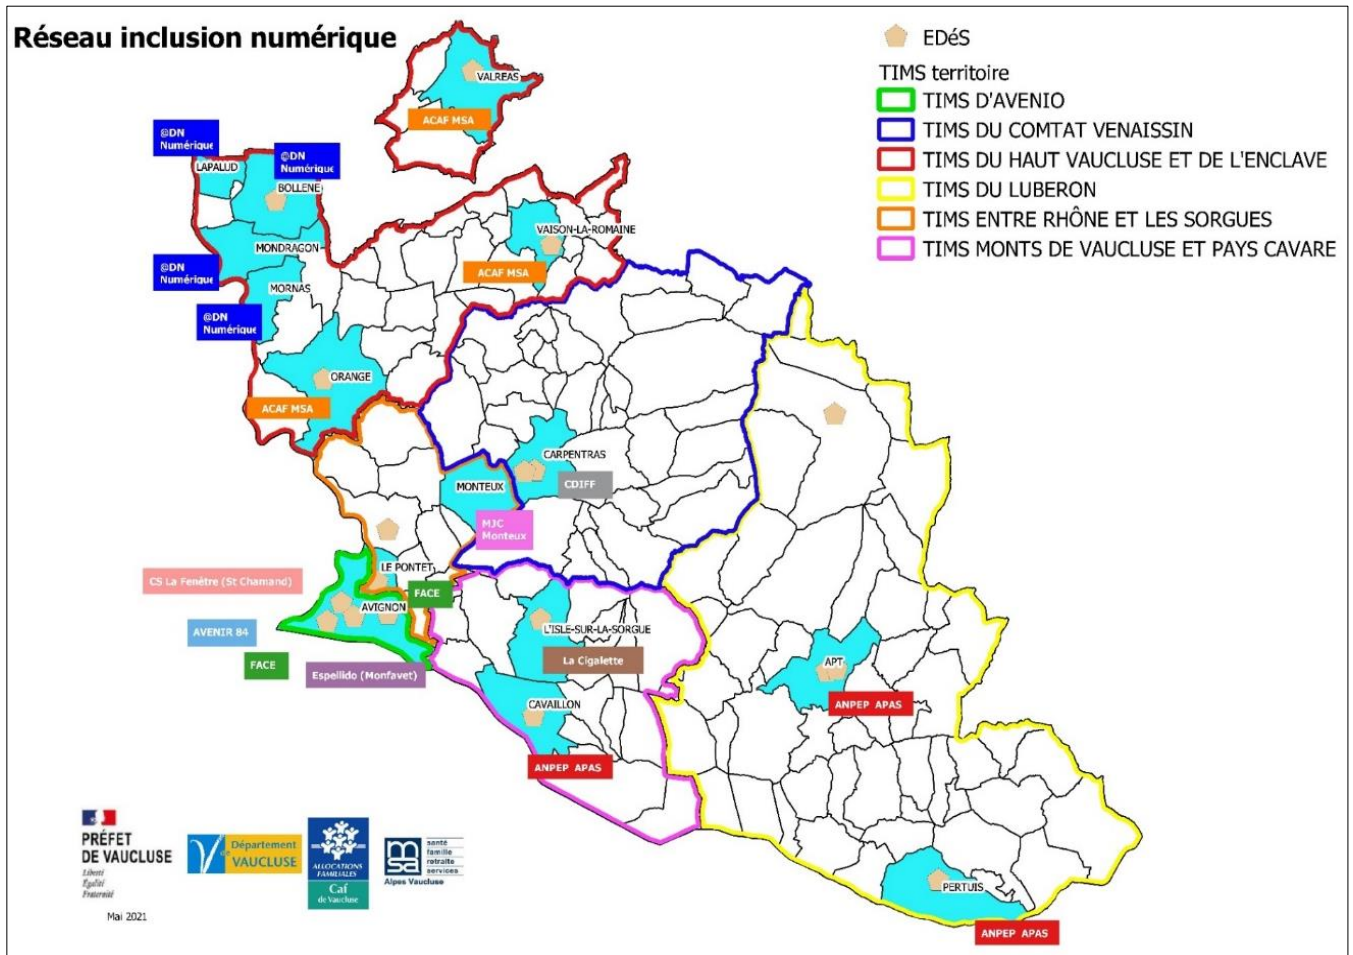 Réseau inclusion numérique
EDéS
TIMS territoire
TIMS D'AVENIO
TIMS DU COMTAT VENAISSIN
TIMS DU HAUT VAUCLUSE ET DE L'ENCLAVE
TIMS DU LUBERON
TIMS ENTRE RHÔNE ET LES SORGUES
TIMS MONTS DE VAUCLUSE ET PAYS CAVARE
VALREAS
ACAF MSA
@DN
Numérique
LAPALUD
@DN
Numérique
BOLLENE
VAISON-LA-ROMAINE
MONDRAGON
@DN
Numérique
ACAF MSA
MORNAS
@DN
Numérique
ORANGE
ACAF MSA
CARPENTRAS
CDIFF
MONTEUX
MJC
Monteux
LE PONTET
CS La Fenêtre (St Chamand)
FACE
AVIGNON
AVENIR 84
L'ISLE-SUR-LA-SORGUE
La Cigalette
FACE
Espellido (Monfavet)
APT
ANPEP APAS
CAVAILLON
ANPEP APAS
PERTUIS
ANPEP APAS
PRÉFET
DE VAUCLUSE
Liberté
Égalité
Fraternité
Mai 2021
Département
de VAUCLUSE
ALLOCATIONS
FAMILIALES
Caf
de Vaucluse
msa
santé
famille
retraite
services
Alpes Vaucluse